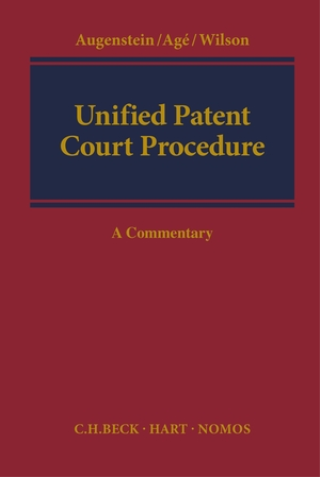 Augenstein/Agé/Wilson
Unified Patent
Court Procedure
A Commentary
C.H.BECK · HART · NOMOS